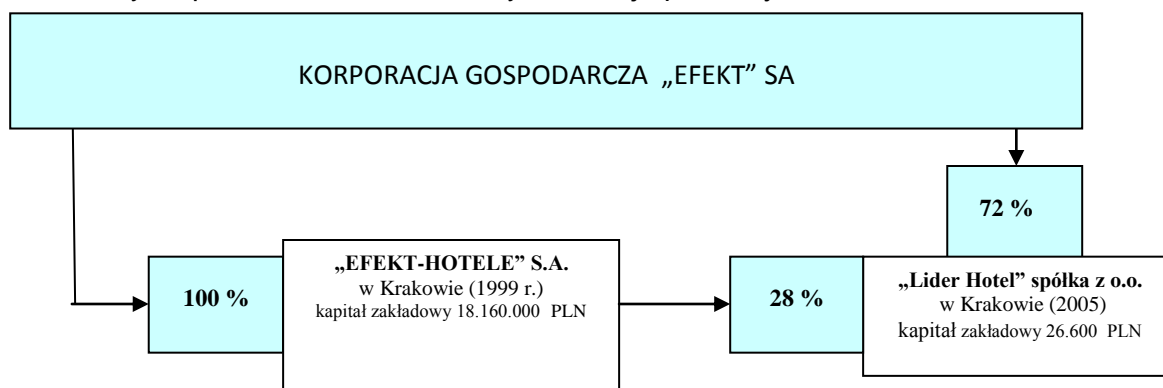 KORPORACJA GOSPODARCZA „EFEKT” SA
72 %
100 %
„EFEKT-HOTELE” S.A.
w Krakowie (1999 r.)
kapitał zakładowy 18.160.000 PLN
28 %
„Lider Hotel” spółka z o.o.
w Krakowie (2005)
kapitał zakładowy 26.600 PLN